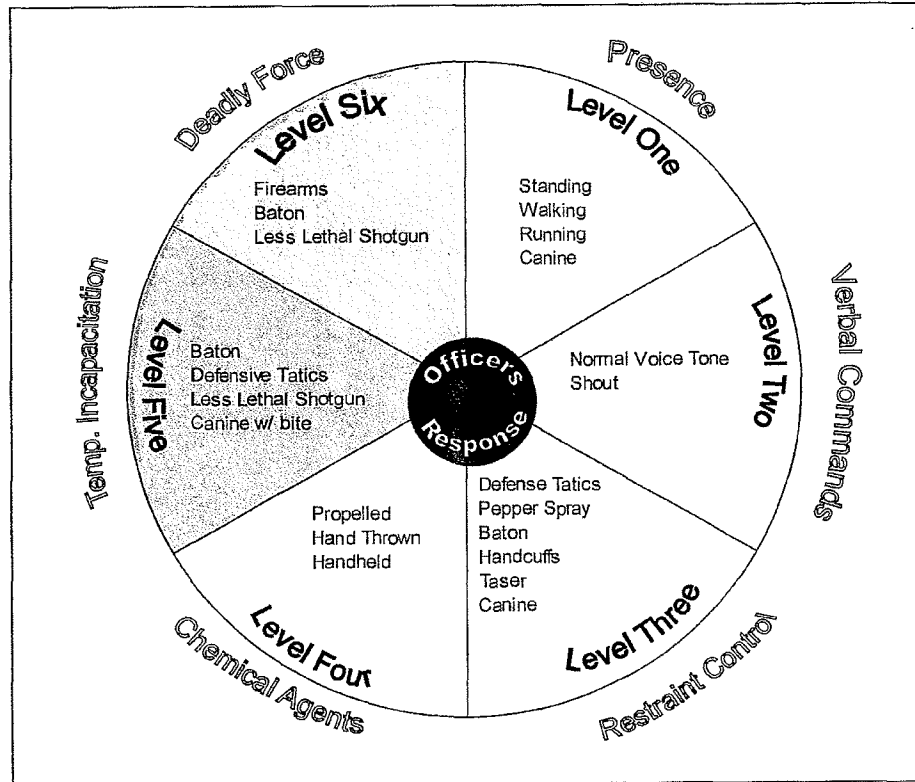 Presence
Level One
Standing
Walking
Running
Canine
Verbal Commands
Level Two
Normal Voice Tone
Shout
Restraint Control
Level Three
Defense Tatics
Pepper Spray
Baton
Handcuffs
Taser
Canine
Chemical Agents
Level Four
Propelled
Hand Thrown
Handheld
Temp. Incapacitation
Level Five
Baton
Defensive Tatics
Less Lethal Shotgun
Canine w/ bite
Deadly Force
Level Six
Firearms
Baton
Less Lethal Shotgun
Officers
Response